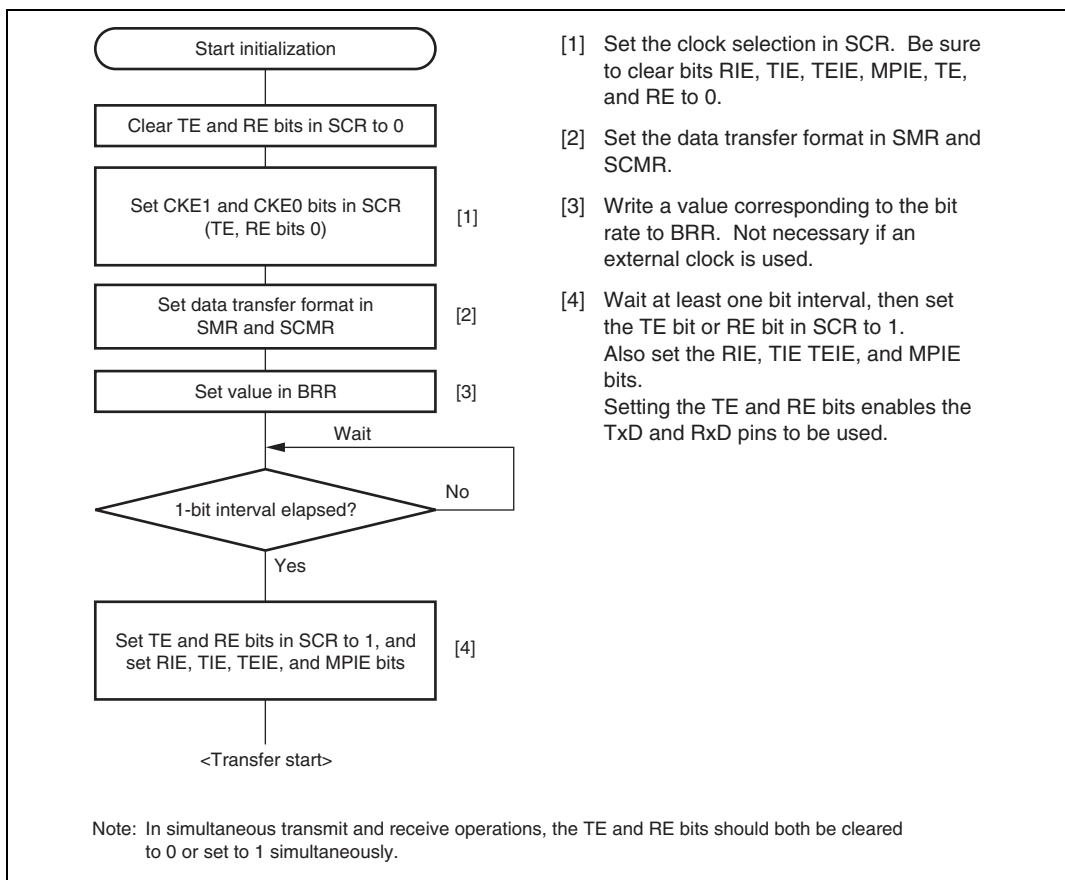 Start initialization
Clear TE and RE bits in SCR to 0
Set CKE1 and CKE0 bits in SCR
(TE, RE bits 0)
[1]
Set data transfer format in
SMR and SCMR
[2]
Set value in BRR
[3]
Wait
No
1-bit interval elapsed?
Yes
Set TE and RE bits in SCR to 1, and
set RIE, TIE, TEIE, and MPIE bits
[4]
<Transfer start>
[1] Set the clock selection in SCR. Be sure
to clear bits RIE, TIE, TEIE, MPIE, TE,
and RE to 0.
[2] Set the data transfer format in SMR and
SCMR.
[3] Write a value corresponding to the bit
rate to BRR. Not necessary if an
external clock is used.
[4] Wait at least one bit interval, then set
the TE bit or RE bit in SCR to 1.
Also set the RIE, TIE TEIE, and MPIE
bits.
Setting the TE and RE bits enables the
TxD and RxD pins to be used.
Note: In simultaneous transmit and receive operations, the TE and RE bits should both be cleared
to 0 or set to 1 simultaneously.